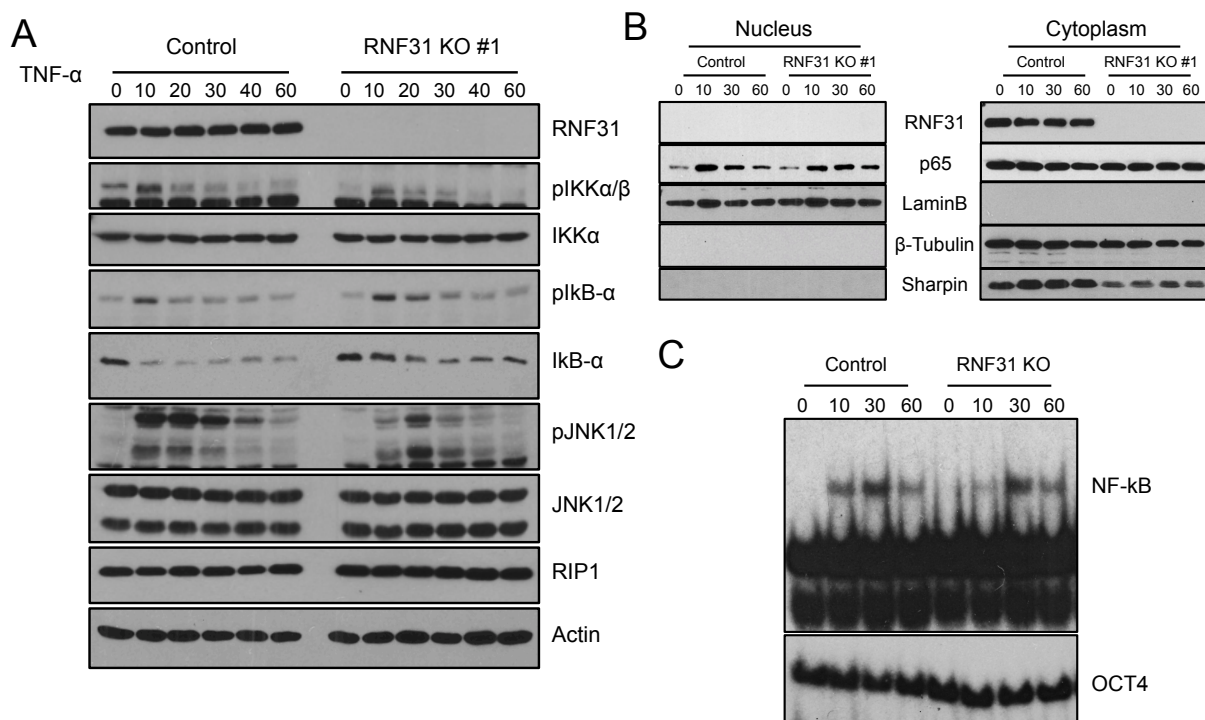 A
Control
RNF31 KO #1
TNF-α
0 10 20 30 40 60 0 10 20 30 40 60
RNF31
pIKKα/β
IKKα
pIkB-α
IkB-α
pJNK1/2
JNK1/2
RIP1
Actin
B
Nucleus
Cytoplasm
Control RNF31 KO #1 Control RNF31 KO #1
0 10 30 60 0 10 30 60 0 10 30 60 0 10 30 60
RNF31
p65
LaminB
β-Tubulin
Sharpin
C
Control RNF31 KO
0 10 30 60 0 10 30 60
NF-kB
OCT4